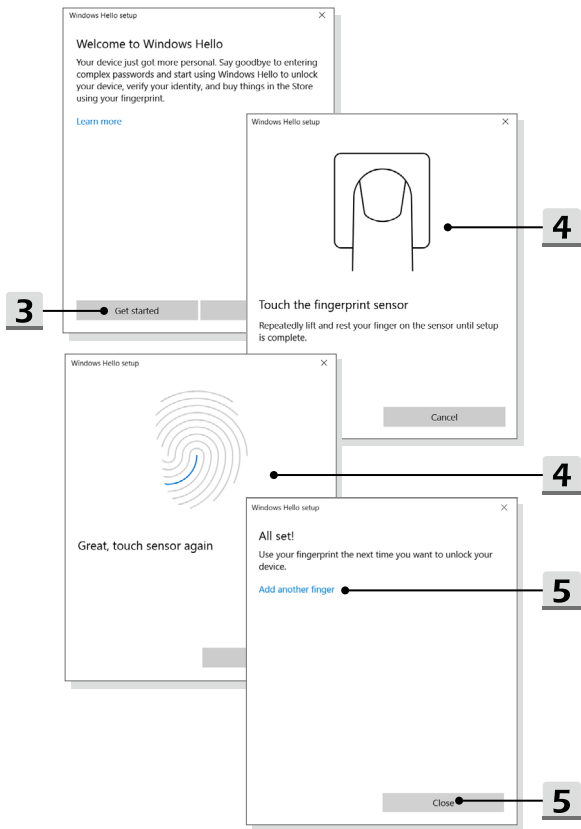 Windows Hello setup
Welcome to Windows Hello
Your device just got more personal. Say goodbye to entering
complex passwords and start using Windows Hello to unlock
your device, verify your identity, and buy things in the Store
using your fingerprint.
Learn more
3
Get started
Windows Hello setup
4
Touch the fingerprint sensor
Repeatedly lift and rest your finger on the sensor until setup
is complete.
Cancel
Windows Hello setup
4
Great, touch sensor again
Windows Hello setup
All set!
Use your fingerprint the next time you want to unlock your
device.
Add another finger
5
Close
5